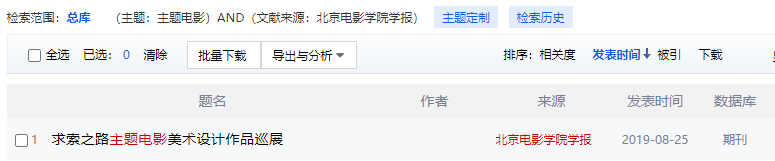 检索范围：总库 （主题：主题电影）AND（文献来源：北京电影学院学报） 主题定制 检索历史
全选 已选：0 清除 批量下载 导出与分析 排序：相关度 发表时间↓ 被引 下载
题名 作者 来源 发表时间 数据库
1 求索之路主题电影美术设计作品巡展 北京电影学院学报 2019-08-25 期刊